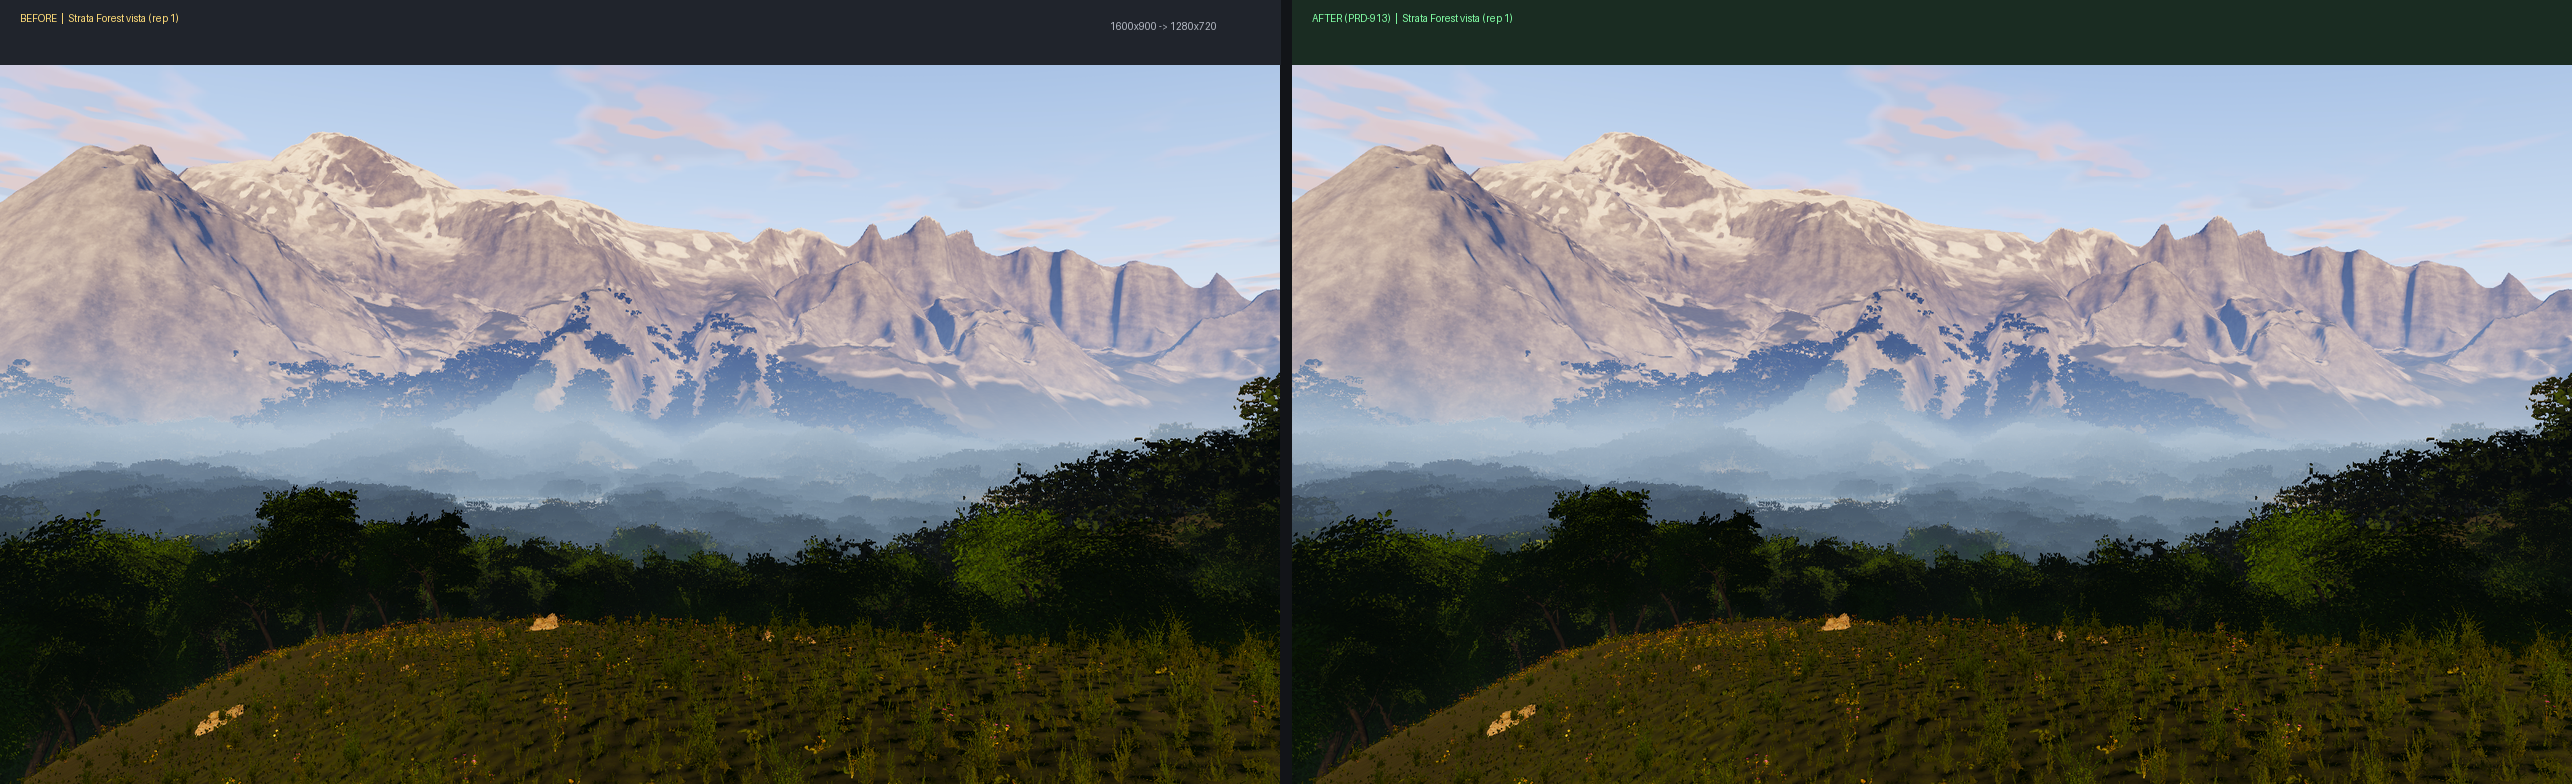 BEFORE | Strata Forest vista (rep 1)
1600x900 -> 1280x720
AFTER (PRD-913) | Strata Forest vista (rep 1)